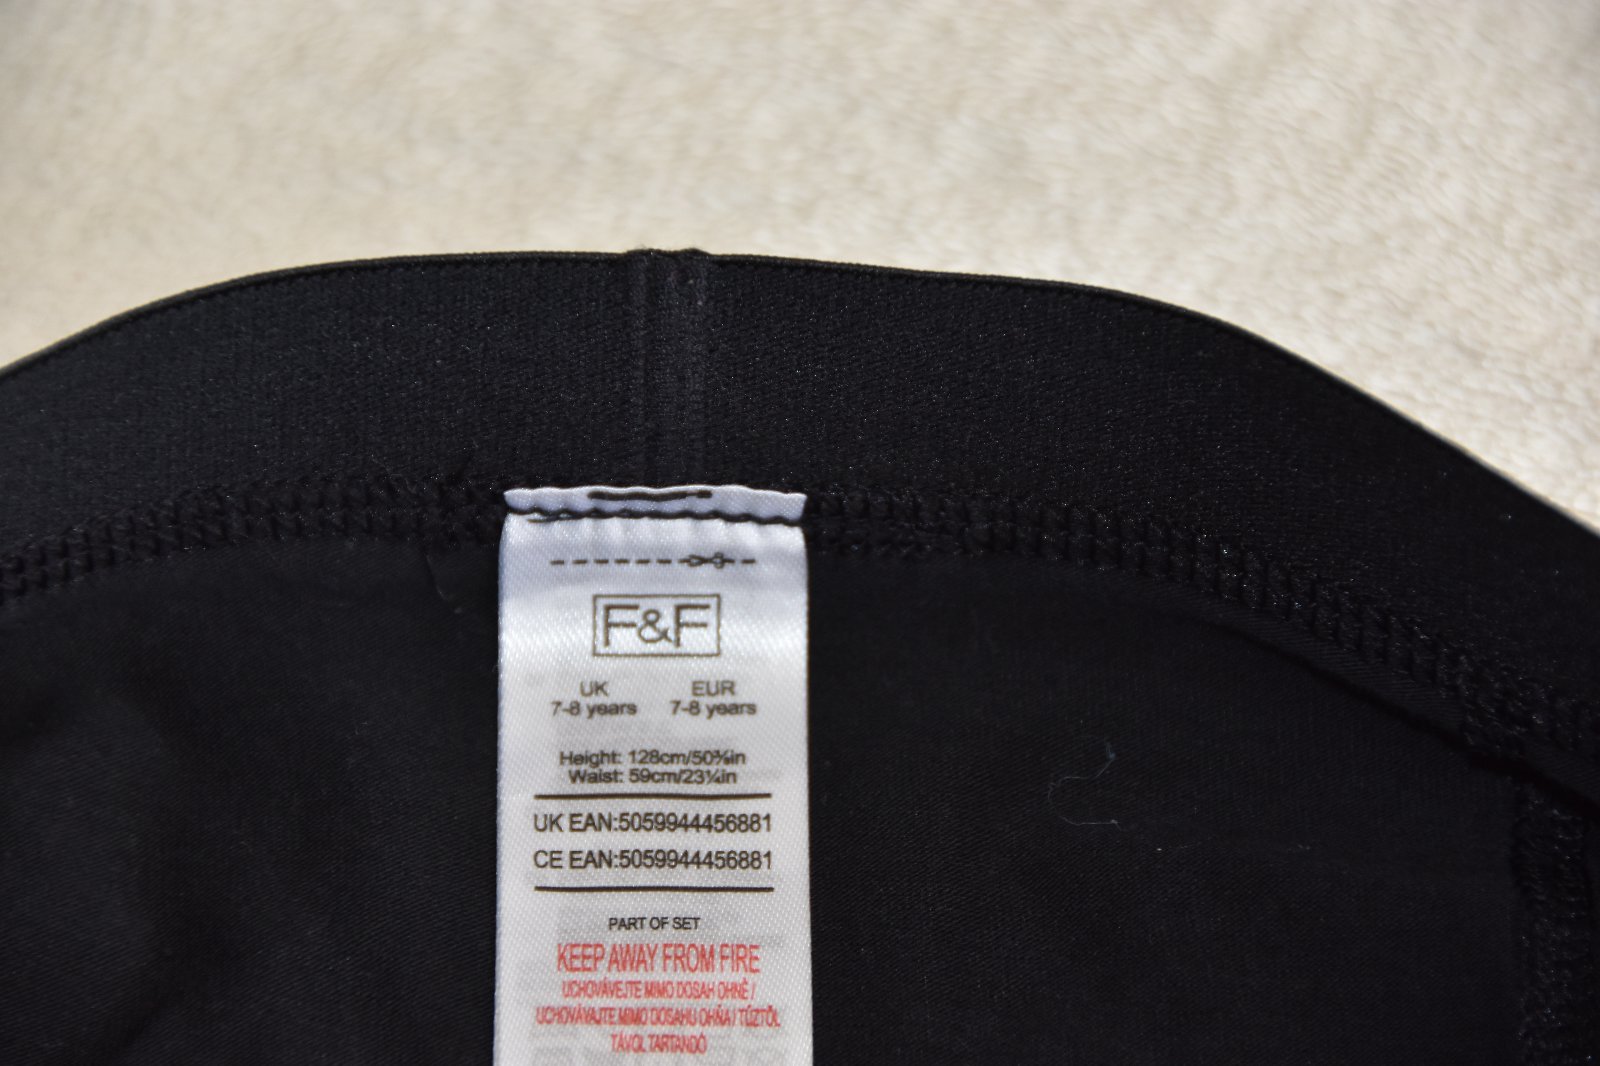 F&F
UK EUR
7-8 years 7-8 years
Height: 128cm/50⅜in
Waist: 59cm/23¼in
UK EAN:5059944456881
CE EAN:5059944456881
PART OF SET
KEEP AWAY FROM FIRE
UCHOVÁVEJTE MIMO DOSAH OHNĚ /
UCHOVÁVAJTE MIMO DOSAHU OHŇA / TŰZTŐL
TÁVOL TARTANDÓ